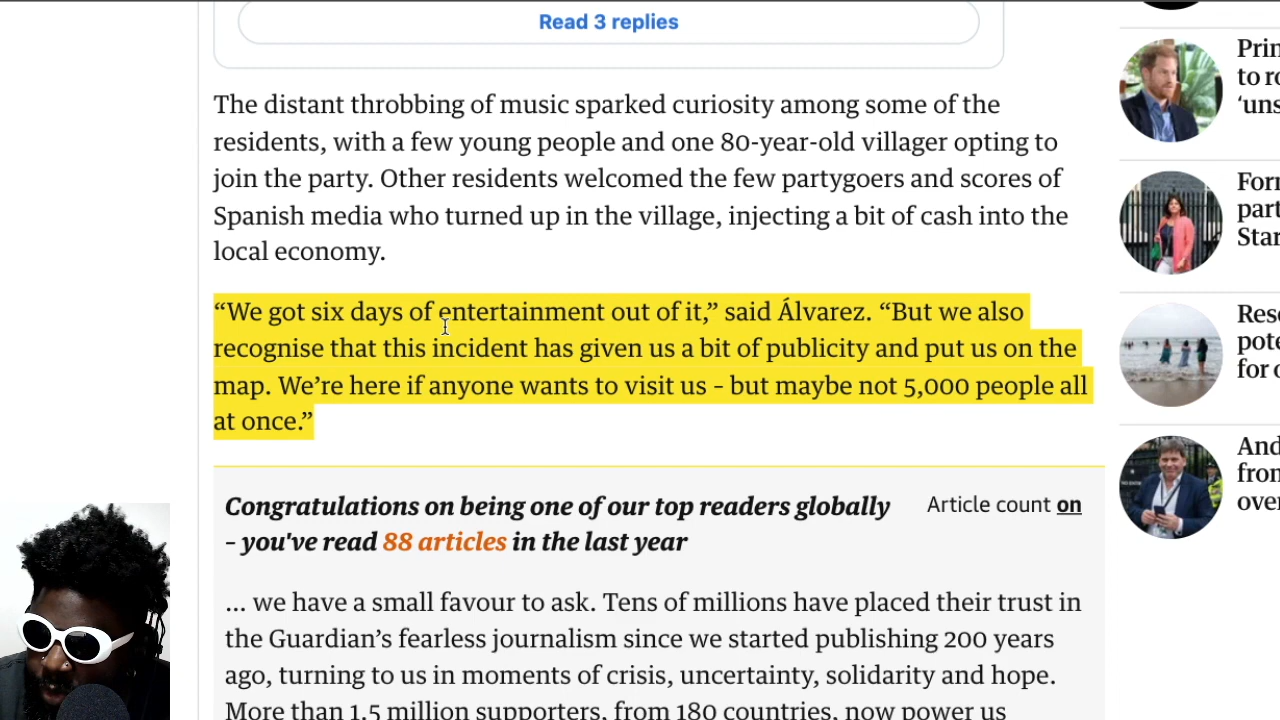 Read 3 replies
The distant throbbing of music sparked curiosity among some of the
residents, with a few young people and one 80-year-old villager opting to
join the party. Other residents welcomed the few partygoers and scores of
Spanish media who turned up in the village, injecting a bit of cash into the
local economy.
“We got six days of entertainment out of it,” said Álvarez. “But we also
recognise that this incident has given us a bit of publicity and put us on the
map. We’re here if anyone wants to visit us – but maybe not 5,000 people all
at once.”
Congratulations on being one of our top readers globally
– you've read 88 articles in the last year
Article count on
... we have a small favour to ask. Tens of millions have placed their trust in
the Guardian’s fearless journalism since we started publishing 200 years
ago, turning to us in moments of crisis, uncertainty, solidarity and hope.
More than 1.5 million supporters, from 180 countries, now power us
Prin
to ro
‘uns
Forn
part
Star
Rese
pote
for o
And
from
over